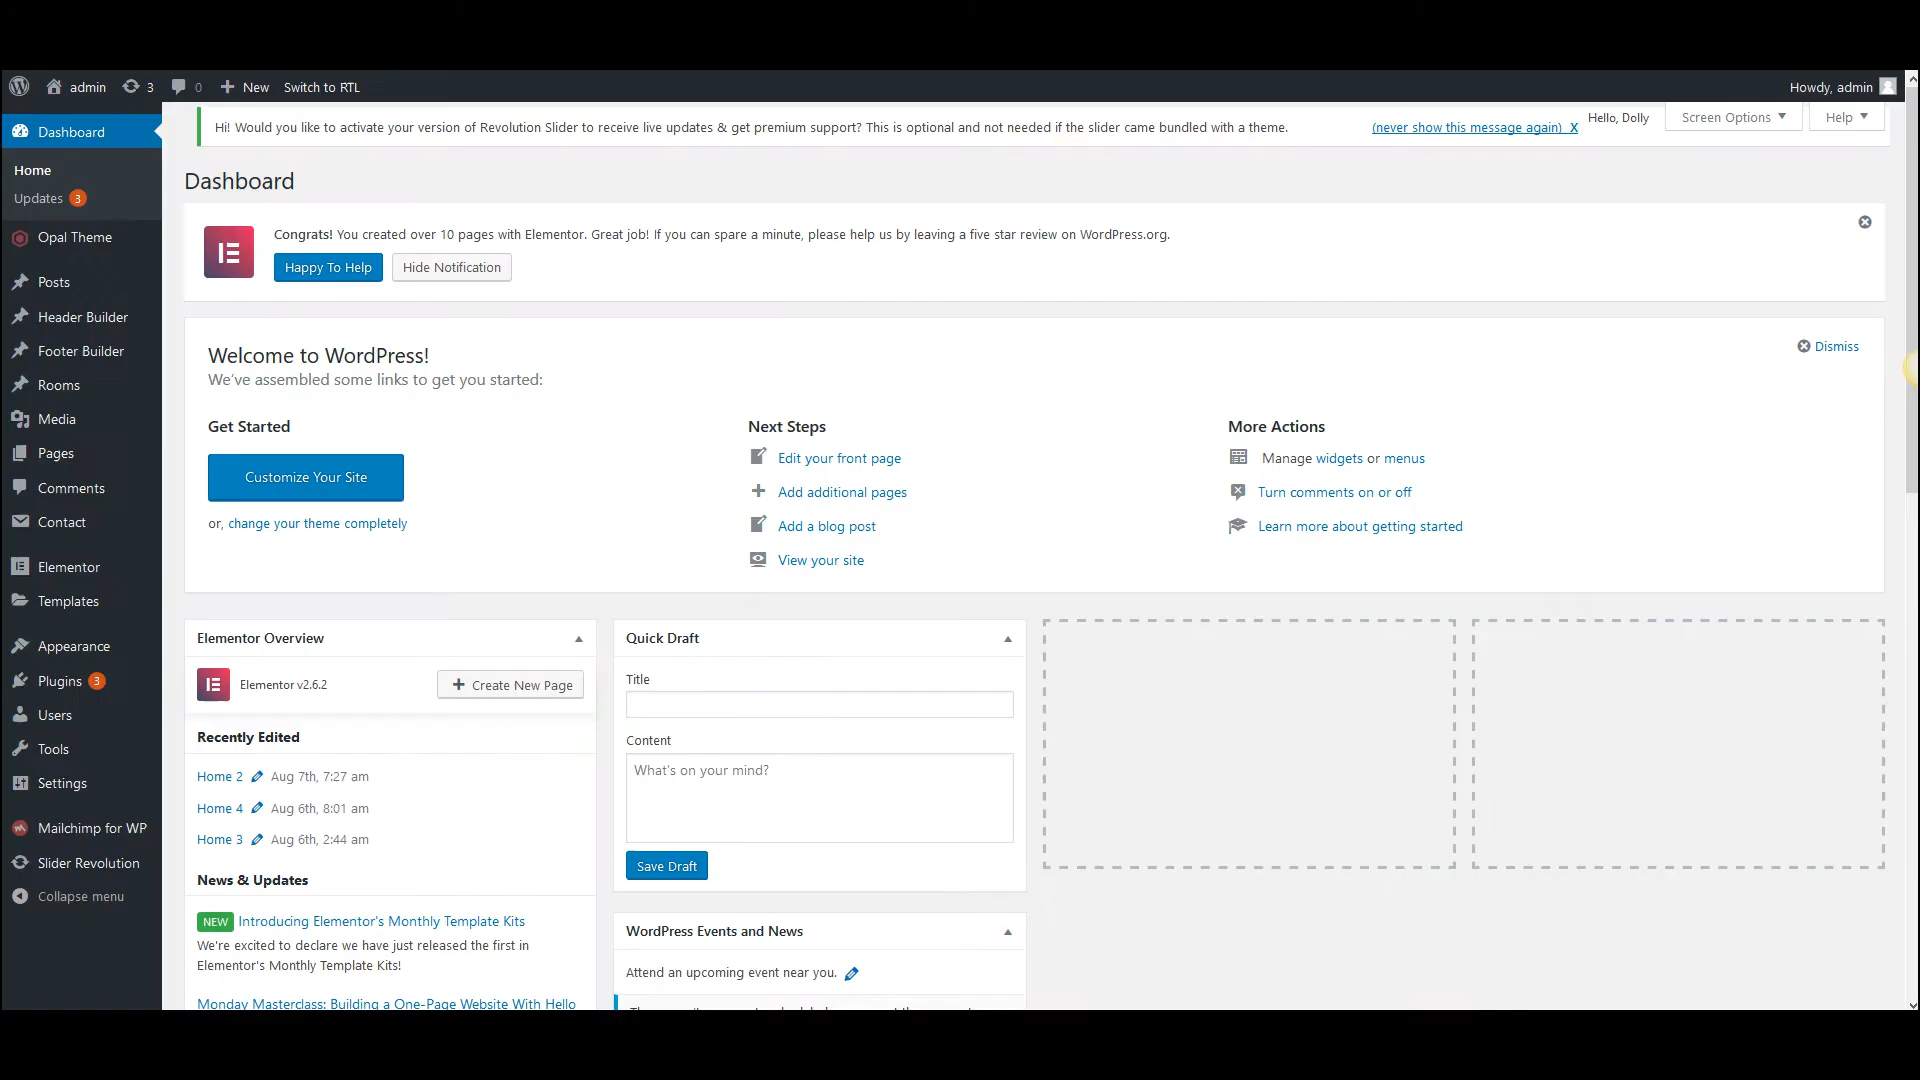 admin 3 0 New Switch to RTL Howdy, admin
Dashboard
Home
Updates 3
Opal Theme
Posts
Header Builder
Footer Builder
Rooms
Media
Pages
Comments
Contact
Elementor
Templates
Appearance
Plugins 3
Users
Tools
Settings
Mailchimp for WP
Slider Revolution
Collapse menu
Hi! Would you like to activate your version of Revolution Slider to receive live updates & get premium support? This is optional and not needed if the slider came bundled with a theme. (never show this message again) X
Hello, Dolly
Screen Options
Help
Dashboard
Congrats! You created over 10 pages with Elementor. Great job! If you can spare a minute, please help us by leaving a five star review on WordPress.org.
Happy To Help Hide Notification
Welcome to WordPress!
We've assembled some links to get you started:
Dismiss
Get Started
Customize Your Site
or, change your theme completely
Next Steps
Edit your front page
Add additional pages
Add a blog post
View your site
More Actions
Manage widgets or menus
Turn comments on or off
Learn more about getting started
Elementor Overview
Elementor v2.6.2
Create New Page
Recently Edited
Home 2 Aug 7th, 7:27 am
Home 4 Aug 6th, 8:01 am
Home 3 Aug 6th, 2:44 am
News & Updates
NEW Introducing Elementor's Monthly Template Kits
We're excited to declare we have just released the first in
Elementor's Monthly Template Kits!
Monday Masterclass: Building a One-Page Website With Hello
Quick Draft
Title
Content
What's on your mind?
Save Draft
WordPress Events and News
Attend an upcoming event near you.